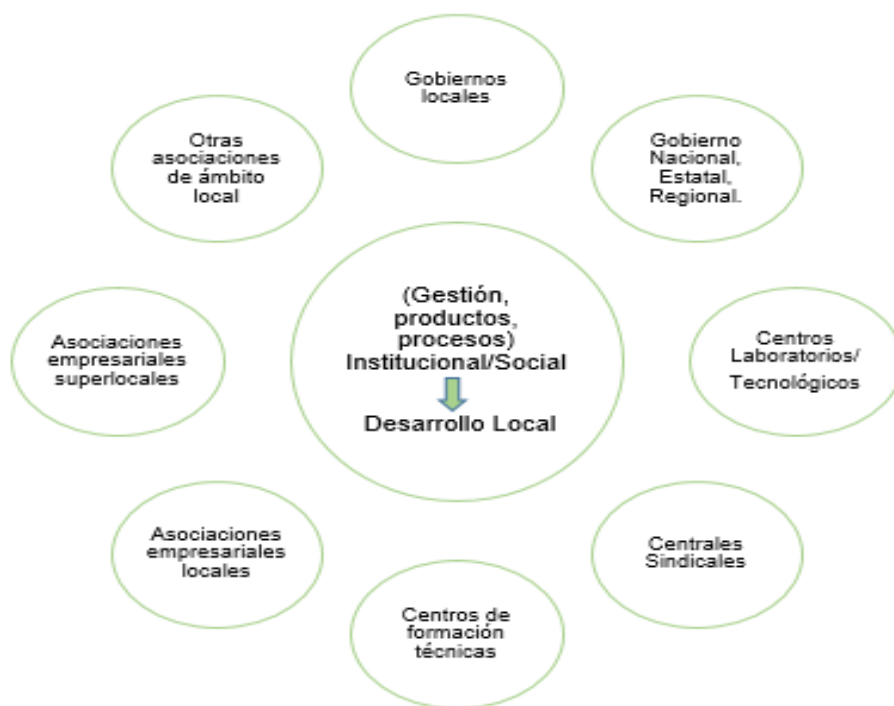 Gobiernos
locales
Gobierno
Nacional,
Estatal,
Regional.
Centros
Laboratorios/
Tecnológicos
Centrales
Sindicales
Centros de
formación
técnicas
Asociaciones
empresariales
locales
Asociaciones
empresariales
superlocales
Otras
asociaciones
de ámbito
local
(Gestión,
productos,
procesos)
Institucional/Social
Desarrollo Local